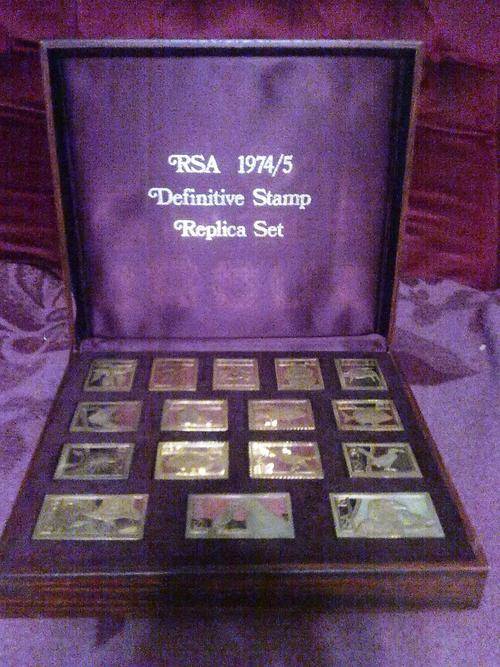 RSA 1974/5
Definitive Stamp
Replica Set